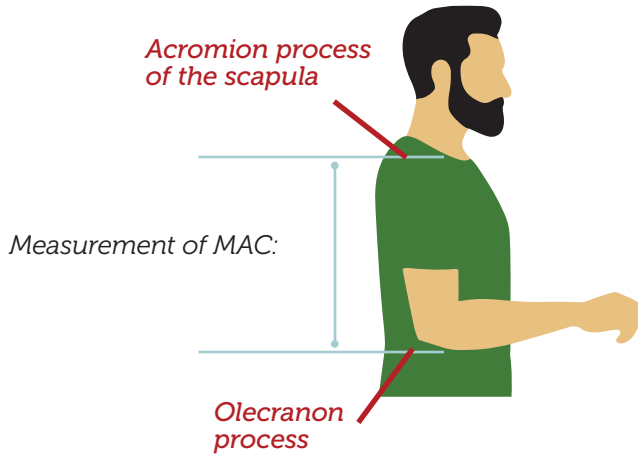 Acromion process
of the scapula
Measurement of MAC:
Olecranon
process